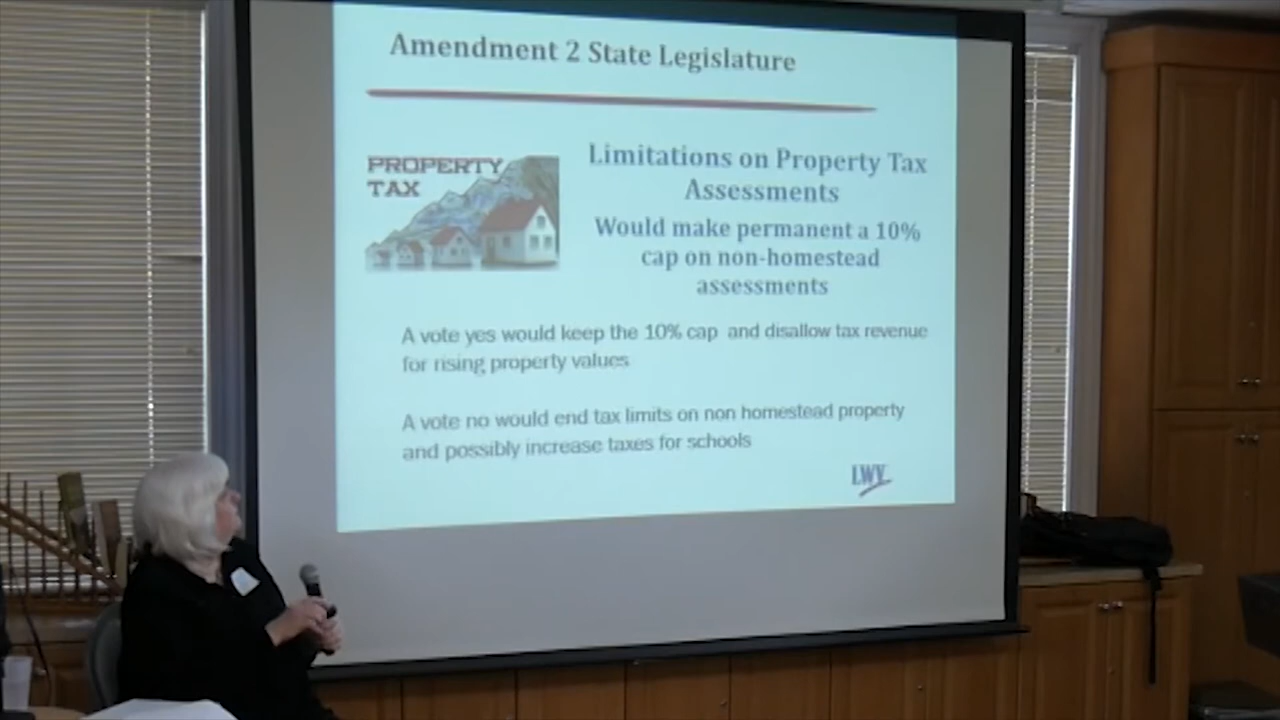 Amendment 2 State Legislature
PROPERTY
TAX
Limitations on Property Tax
Assessments
Would make permanent a 10%
cap on non-homestead
assessments
A vote yes would keep the 10% cap and disallow tax revenue
for rising property values
A vote no would end tax limits on non homestead property
and possibly increase taxes for schools
LWV